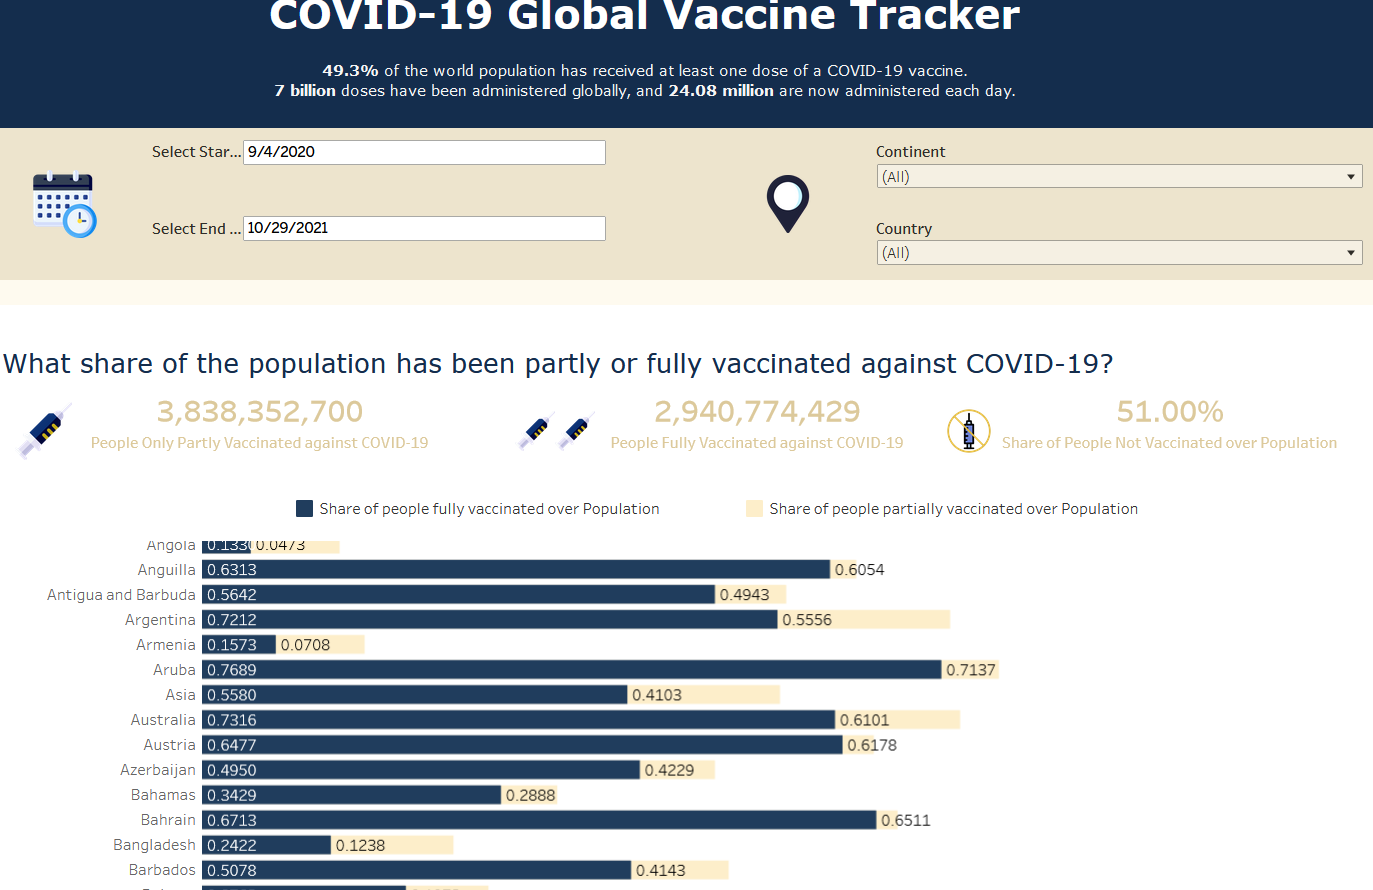 COVID-19 Global Vaccine Tracker
49.3% of the world population has received at least one dose of a COVID-19 vaccine.
7 billion doses have been administered globally, and 24.08 million are now administered each day.
Select Star... 9/4/2020
Continent
(All)
Select End ... 10/29/2021
Country
(All)
What share of the population has been partly or fully vaccinated against COVID-19?
3,838,352,700
People Only Partly Vaccinated against COVID-19
2,940,774,429
People Fully Vaccinated against COVID-19
51.00%
Share of People Not Vaccinated over Population
Share of people fully vaccinated over Population
Share of people partially vaccinated over Population
Angola 0.133 0.0473
Anguilla 0.6313 0.6054
Antigua and Barbuda 0.5642 0.4943
Argentina 0.7212 0.5556
Armenia 0.1573 0.0708
Aruba 0.7689 0.7137
Asia 0.5580 0.4103
Australia 0.7316 0.6101
Austria 0.6477 0.6178
Azerbaijan 0.4950 0.4229
Bahamas 0.3429 0.2888
Bahrain 0.6713 0.6511
Bangladesh 0.2422 0.1238
Barbados 0.5078 0.4143